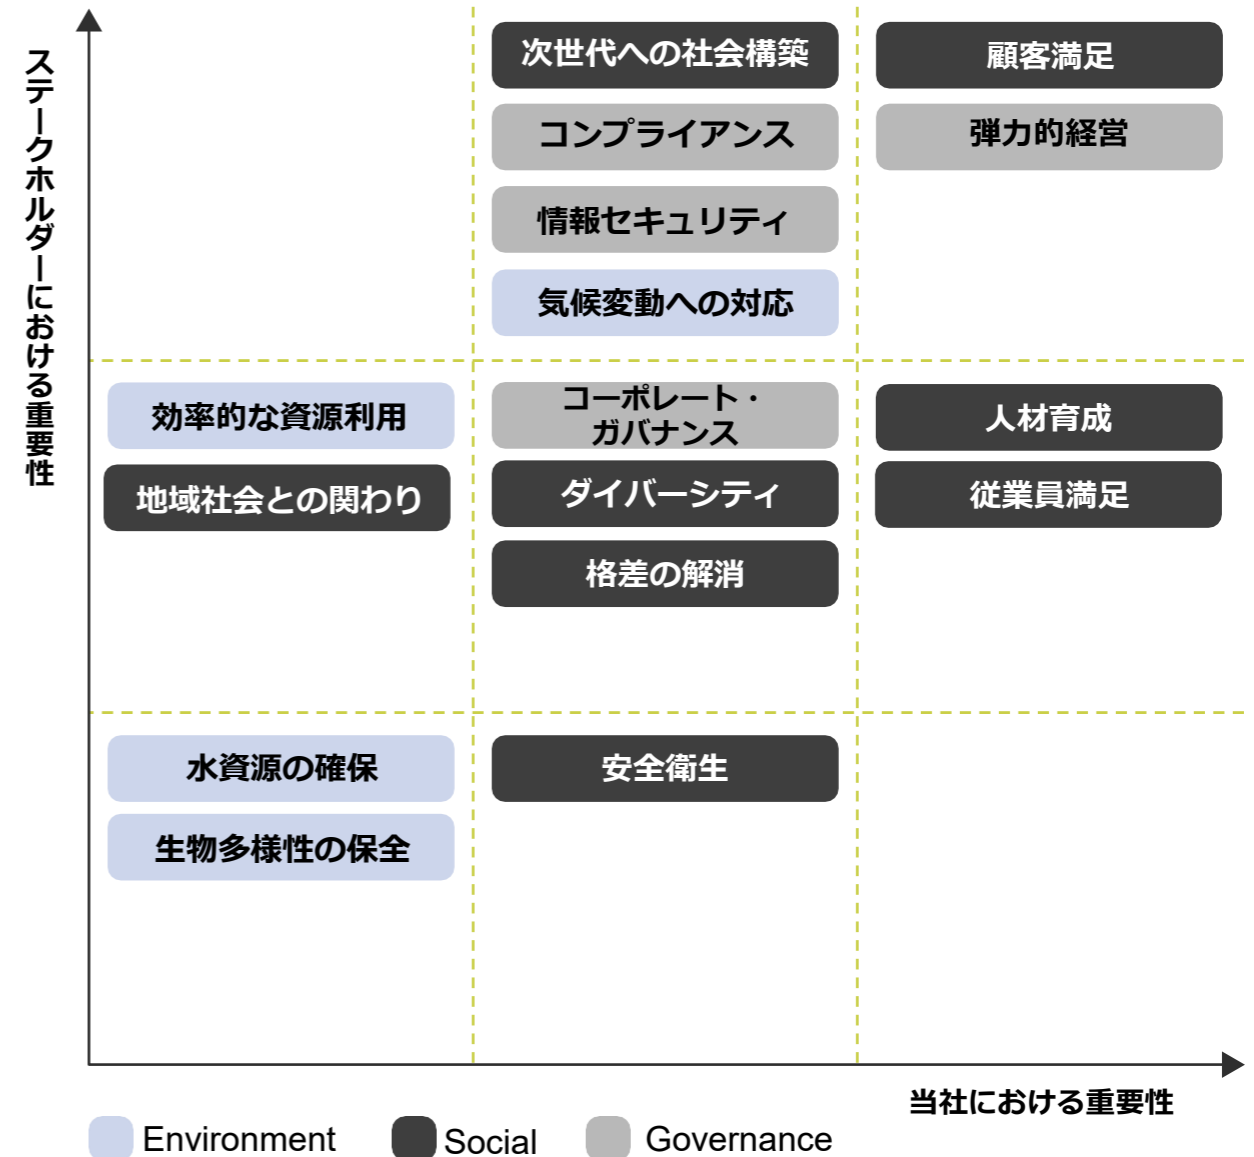 ステークホルダーにおける重要性
次世代への社会構築
顧客満足
コンプライアンス
弾力的経営
情報セキュリティ
気候変動への対応
効率的な資源利用
コーポレート・
ガバナンス
人材育成
地域社会との関わり
ダイバーシティ
従業員満足
格差の解消
水資源の確保
安全衛生
生物多様性の保全
当社における重要性
Environment
Social
Governance